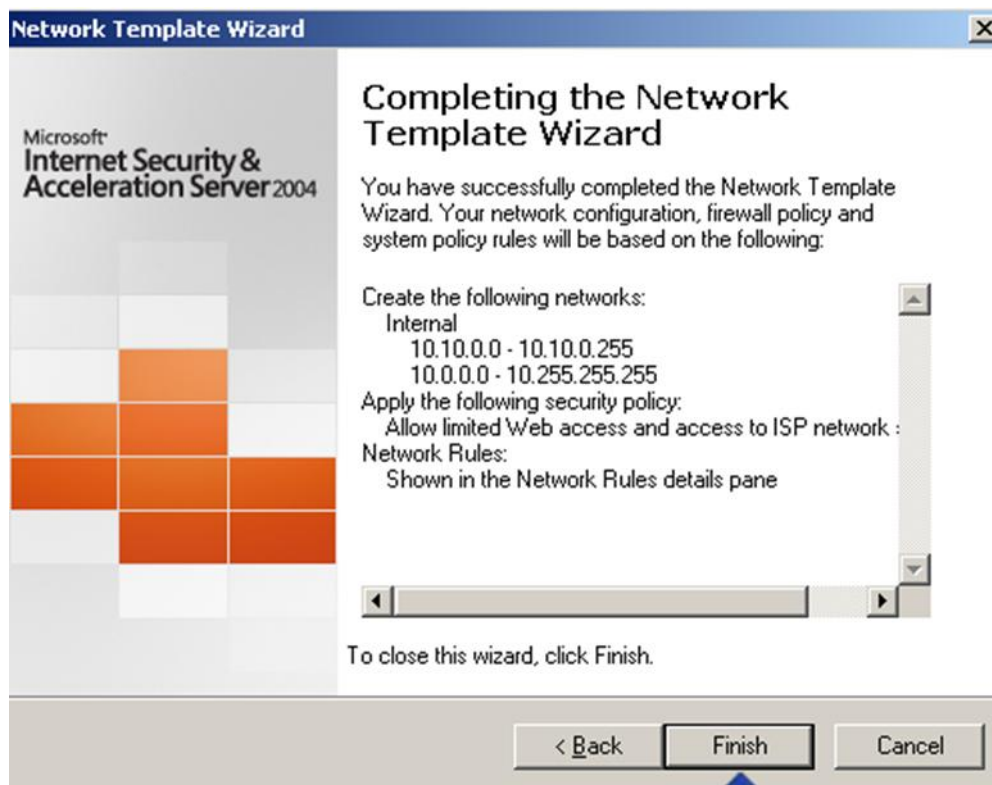 Network Template Wizard
Microsoft
Internet Security &
Acceleration Server 2004
Completing the Network
Template Wizard
You have successfully completed the Network Template
Wizard. Your network configuration, firewall policy and
system policy rules will be based on the following:
Create the following networks:
Internal
10.10.0.0 - 10.10.0.255
10.0.0.0 - 10.255.255.255
Apply the following security policy:
Allow limited Web access and access to ISP network
Network Rules:
Shown in the Network Rules details pane
To close this wizard, click Finish.
< Back
Finish
Cancel